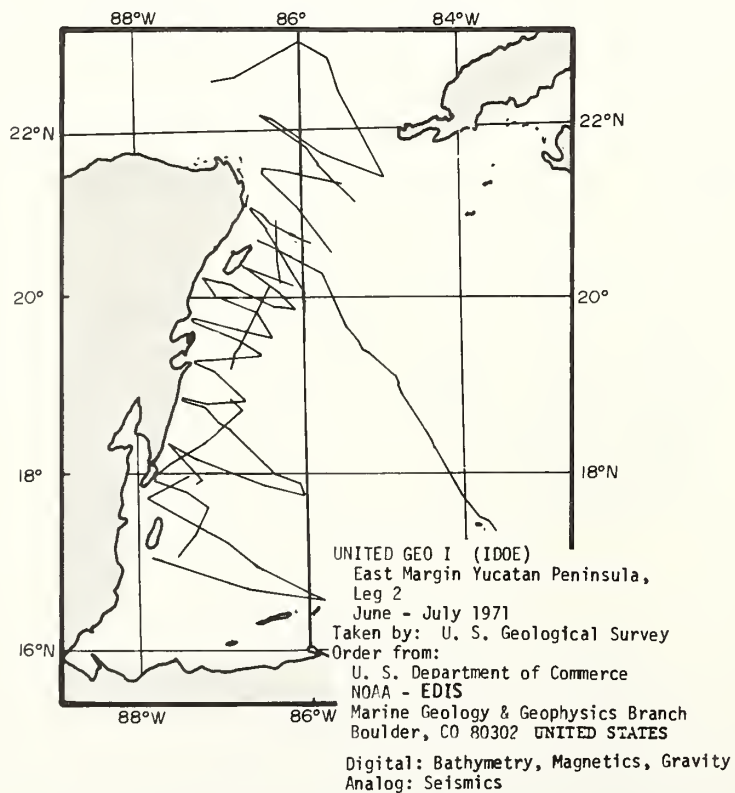 88°W 86° 84°W
22°N 22°N
20° 20°
18° 18°N
16°N
88°W 86°W
UNITED GEO I (IDOE)
East Margin Yucatan Peninsula,
Leg 2
June - July 1971
Taken by: U. S. Geological Survey
Order from:
U. S. Department of Commerce
NOAA - EDIS
Marine Geology & Geophysics Branch
Boulder, CO 80302 UNITED STATES
Digital: Bathymetry, Magnetics, Gravity
Analog: Seismics